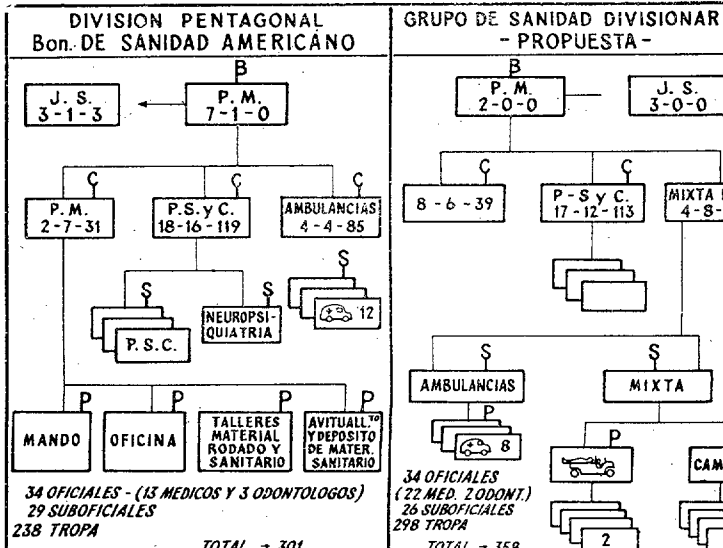 DIVISION PENTAGONAL
Bon. DE SANIDAD AMERICANO
B
J. S.
3-1-3
P. M.
7-1-0
C
P. M.
2-7-31
C
P.S. y C.
18-16-119
C
AMBULANCIAS
4-4-85
S
P.S.C.
S
NEUROPSI-
QUIATRIA
S
12
P
MANDO
P
OFICINA
P
TALLERES
MATERIAL
RODADO Y
SANITARIO
P
AVITUALL.TO
Y DEPOSITO
DE MATER.
SANITARIO
34 OFICIALES - (13 MEDICOS Y 3 ODONTOLOGOS)
29 SUBOFICIALES
238 TROPA
TOTAL → 301
GRUPO DE SANIDAD DIVISIONAR
- PROPUESTA -
B
P. M.
2-0-0
J. S.
3-0-0
C
8-6-39
C
P-S y C.
17-12-113
MIXTA
4-8-
S
AMBULANCIAS
S
MIXTA
P
8
P
2
CAM
34 OFICIALES
(22 MED. 2 ODONT.)
26 SUBOFICIALES
298 TROPA
TOTAL → 358